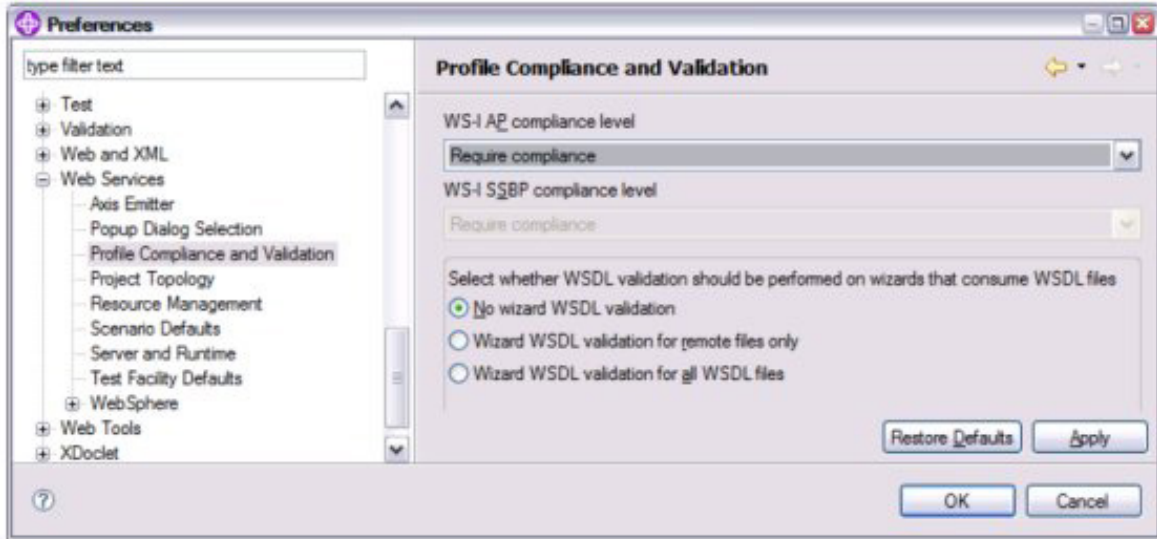 Preferences
type filter text
Test
Validation
Web and XML
Web Services
Axis Emitter
Popup Dialog Selection
Profile Compliance and Validation
Project Topology
Resource Management
Scenario Defaults
Server and Runtime
Test Facility Defaults
WebSphere
Web Tools
XDoclet
Profile Compliance and Validation
WS-I AP compliance level
Require compliance
WS-I SSBP compliance level
Require compliance
Select whether WSDL validation should be performed on wizards that consume WSDL files
No wizard WSDL validation
Wizard WSDL validation for remote files only
Wizard WSDL validation for all WSDL files
Restore Defaults
Apply
OK
Cancel